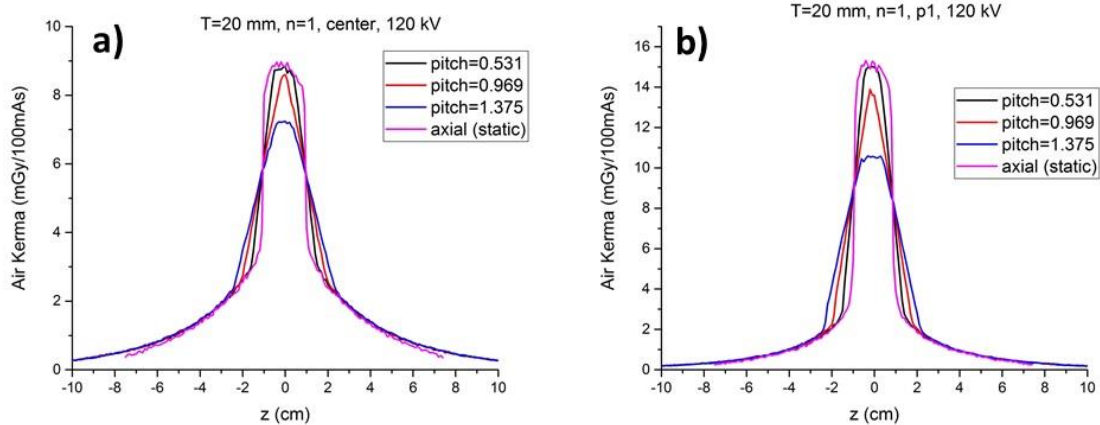 a)
T=20 mm, n=1, center, 120 kV
pitch=0.531
pitch=0.969
pitch=1.375
axial (static)
Air Kerma (mGy/100mAs)
10
8
6
4
2
0
-10 -8 -6 -4 -2 0 2 4 6 8 10
z (cm)
b)
T=20 mm, n=1, p1, 120 kV
pitch=0.531
pitch=0.969
pitch=1.375
axial (static)
Air Kerma (mGy/100mAs)
16
14
12
10
8
6
4
2
0
-10 -8 -6 -4 -2 0 2 4 6 8 10
z (cm)